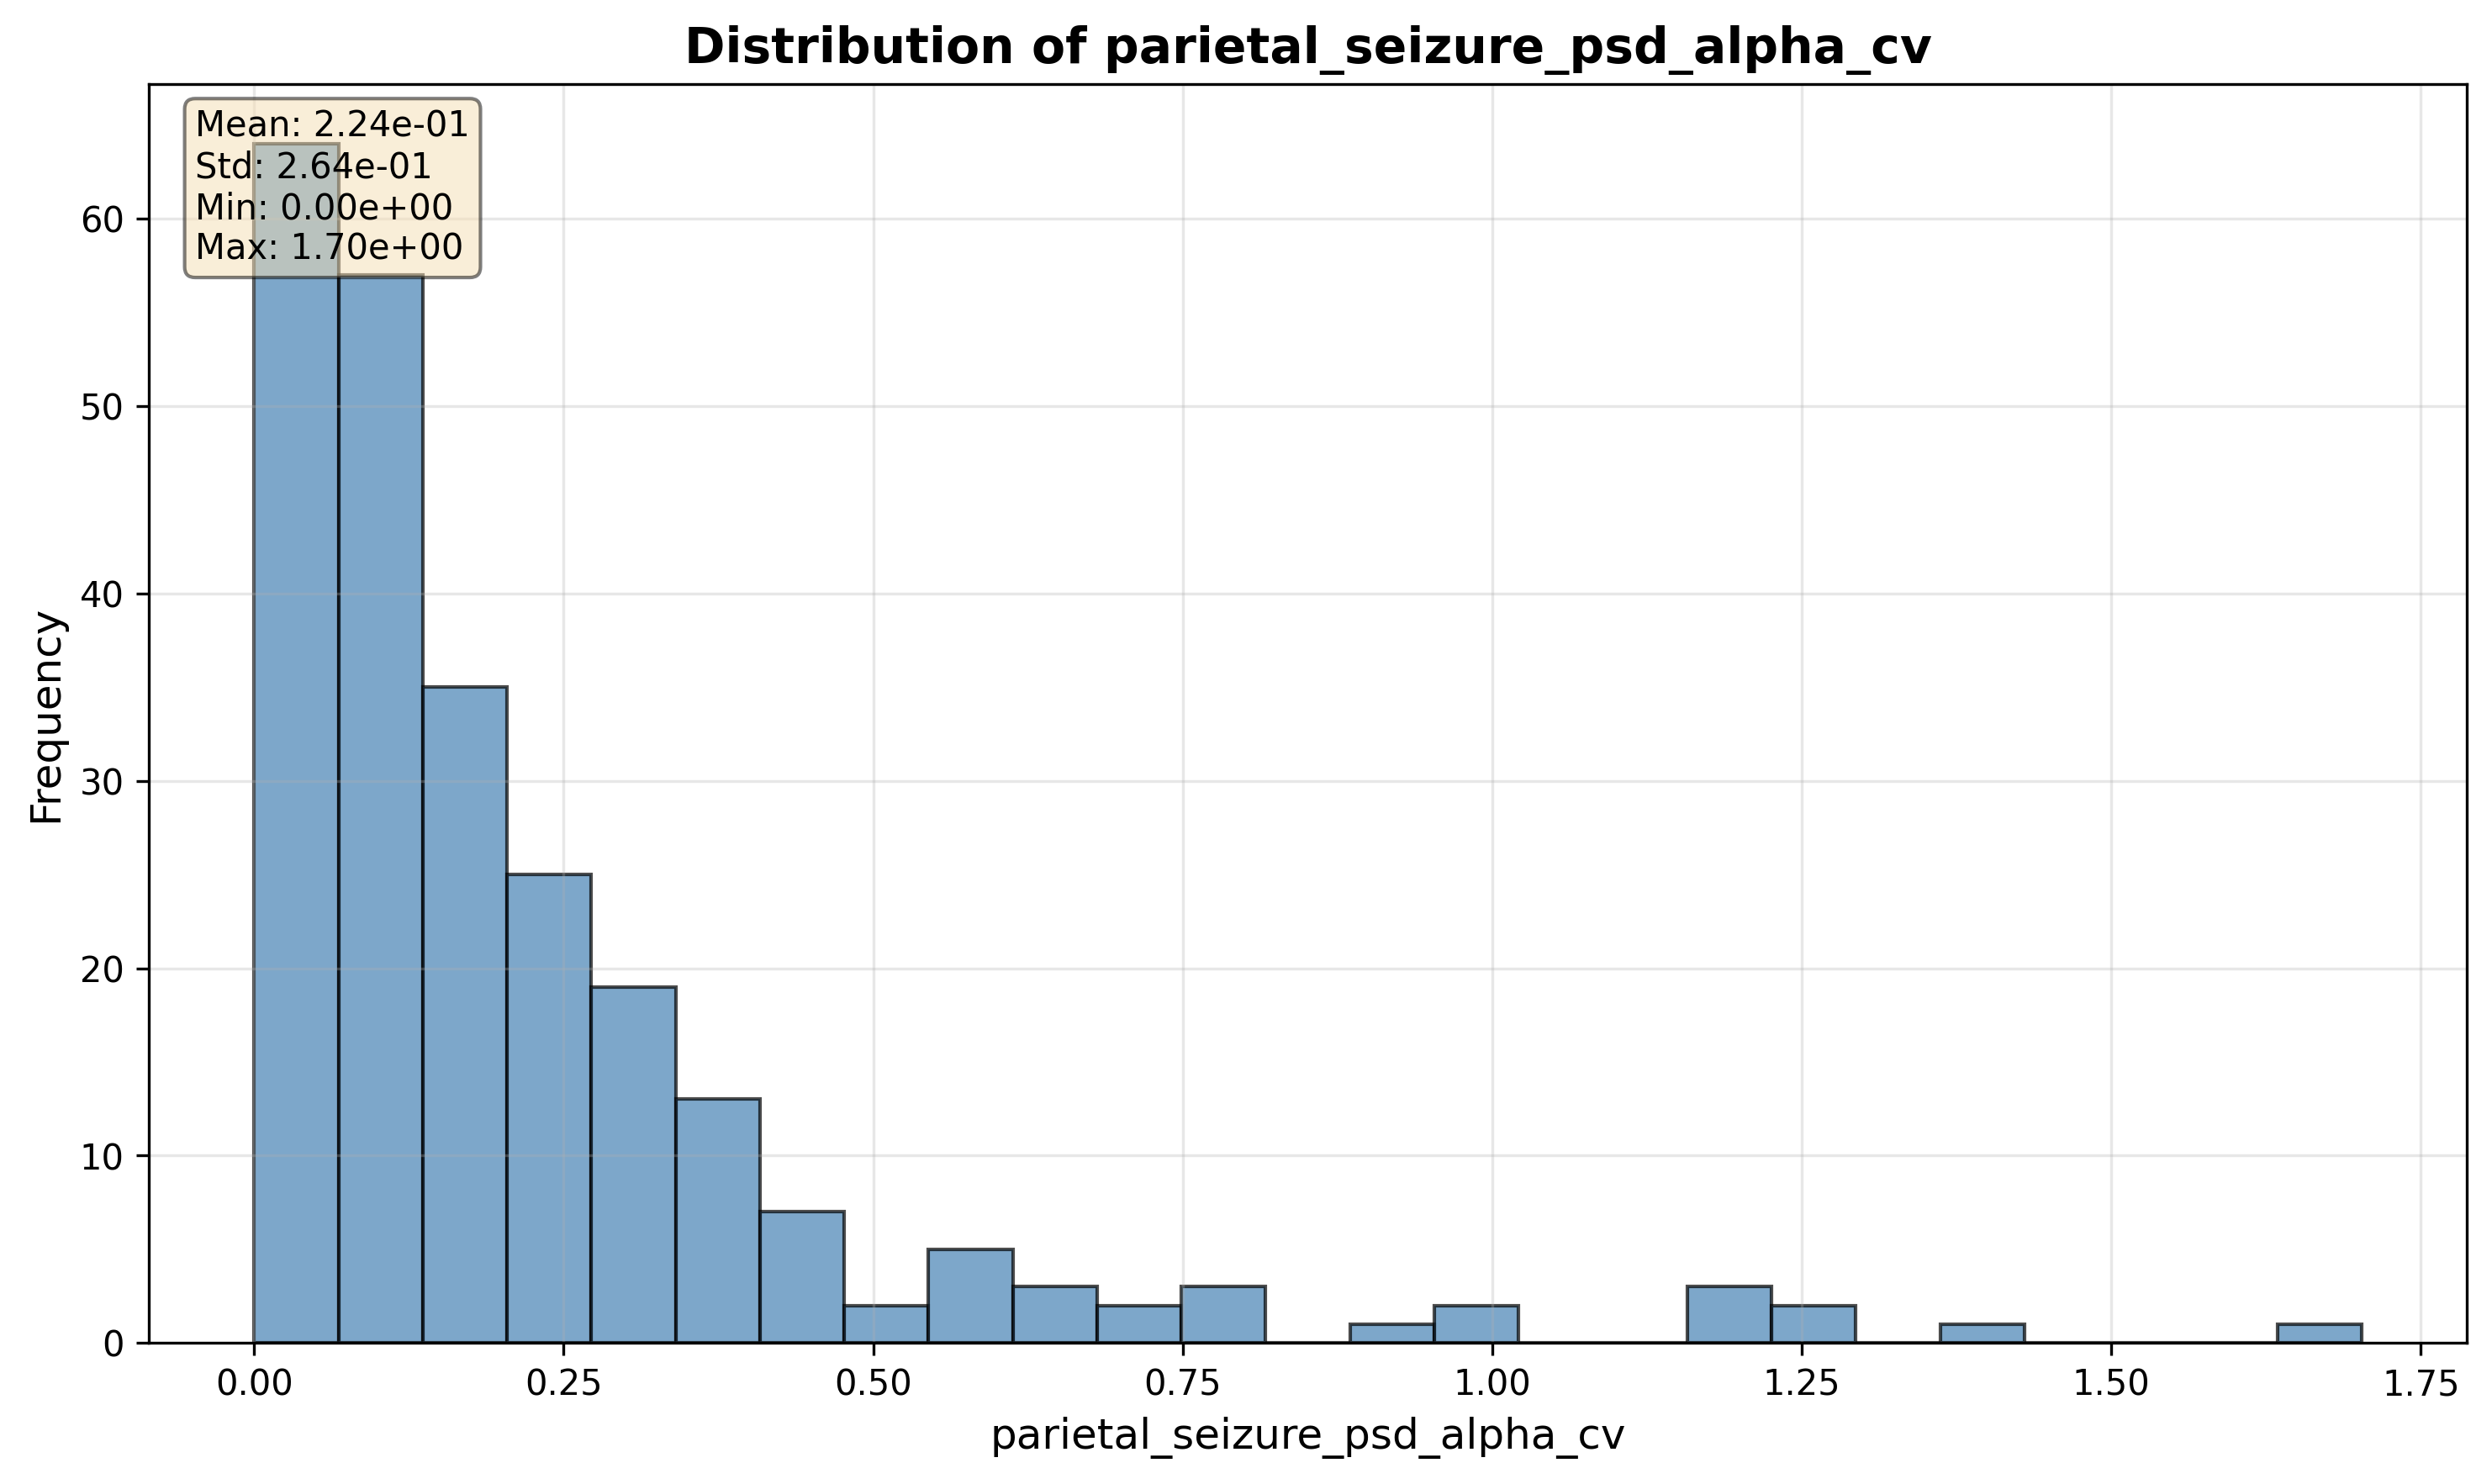 Distribution of parietal_seizure_psd_alpha_cv
Mean: 2.24e-01
Std: 2.64e-01
Min: 0.00e+00
Max: 1.70e+00
Frequency
60
50
40
30
20
10
0
0.00 0.25 0.50 0.75 1.00 1.25 1.50 1.75
parietal_seizure_psd_alpha_cv